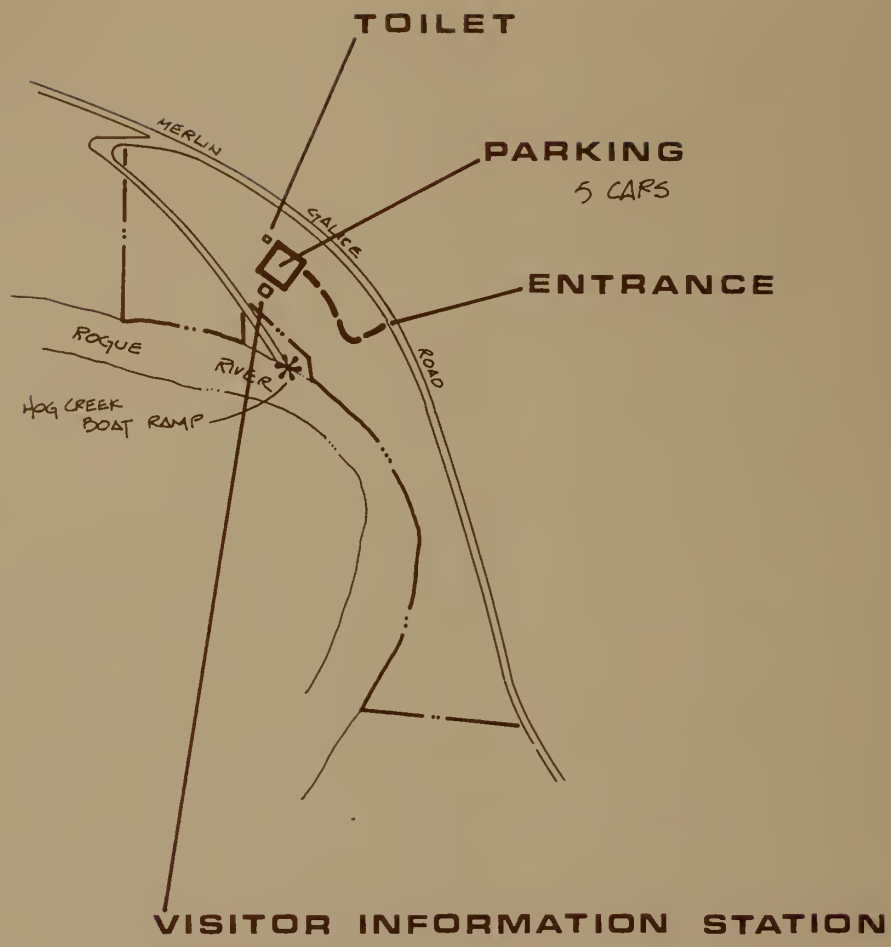 TOILET
MERLIN
PARKING
5 CARS
GALICE
ENTRANCE
ROGUE
RIVER
ROAD
HOG CREEK
BOAT RAMP
VISITOR INFORMATION STATION